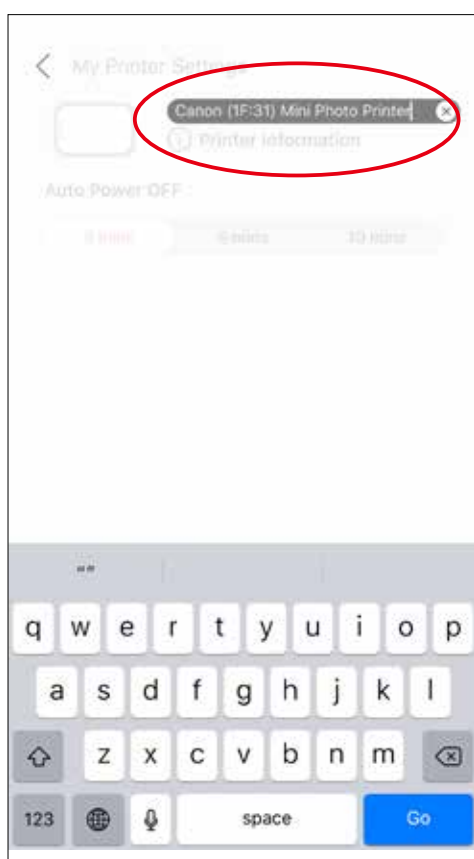 My Printer Settings
Canon (1F:31) Mini Photo Printer
Printer information
Auto Power OFF :
3 mins 5 mins 10 mins
“”
q w e r t y u i o p
a s d f g h j k l
z x c v b n m
123 space Go